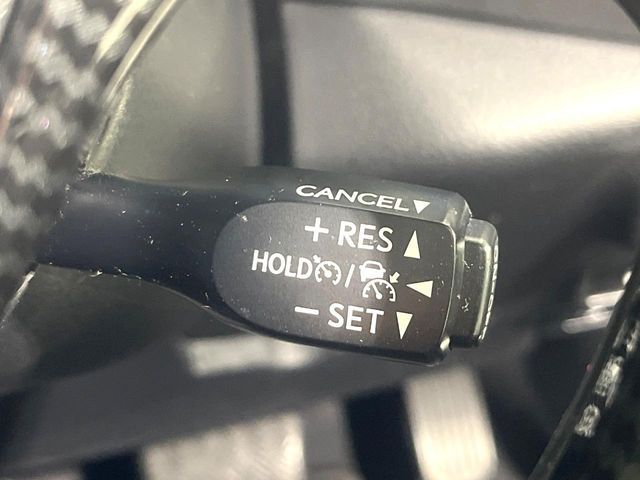 CANCEL▼
+ RES ▲
HOLD / ◄
− SET ▼